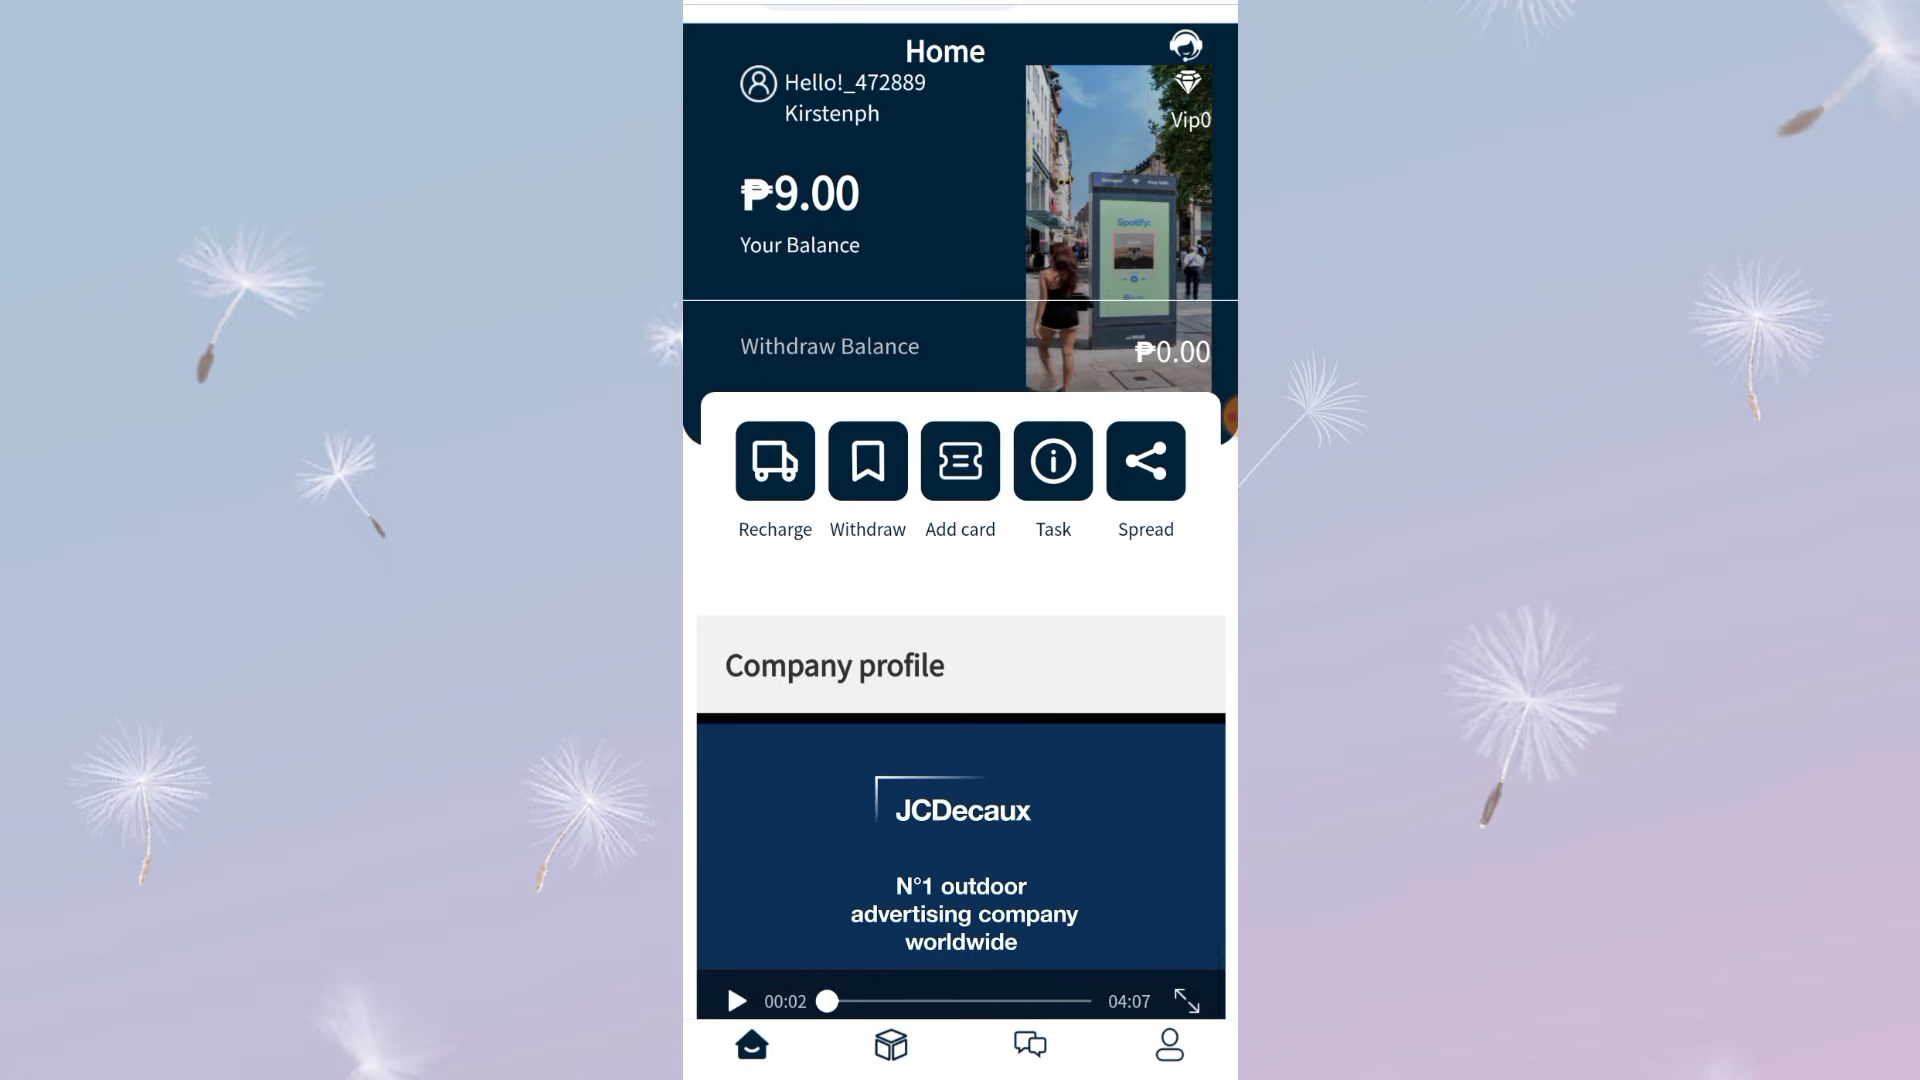 Home
Hello!_472889
Kirstenph
Vip0
₱9.00
Spotify:
Your Balance
Withdraw Balance
₱0.00
Recharge
Withdraw
Add card
Task
Spread
Company profile
JCDecaux
N°1 outdoor
advertising company
worldwide
00:02
04:07